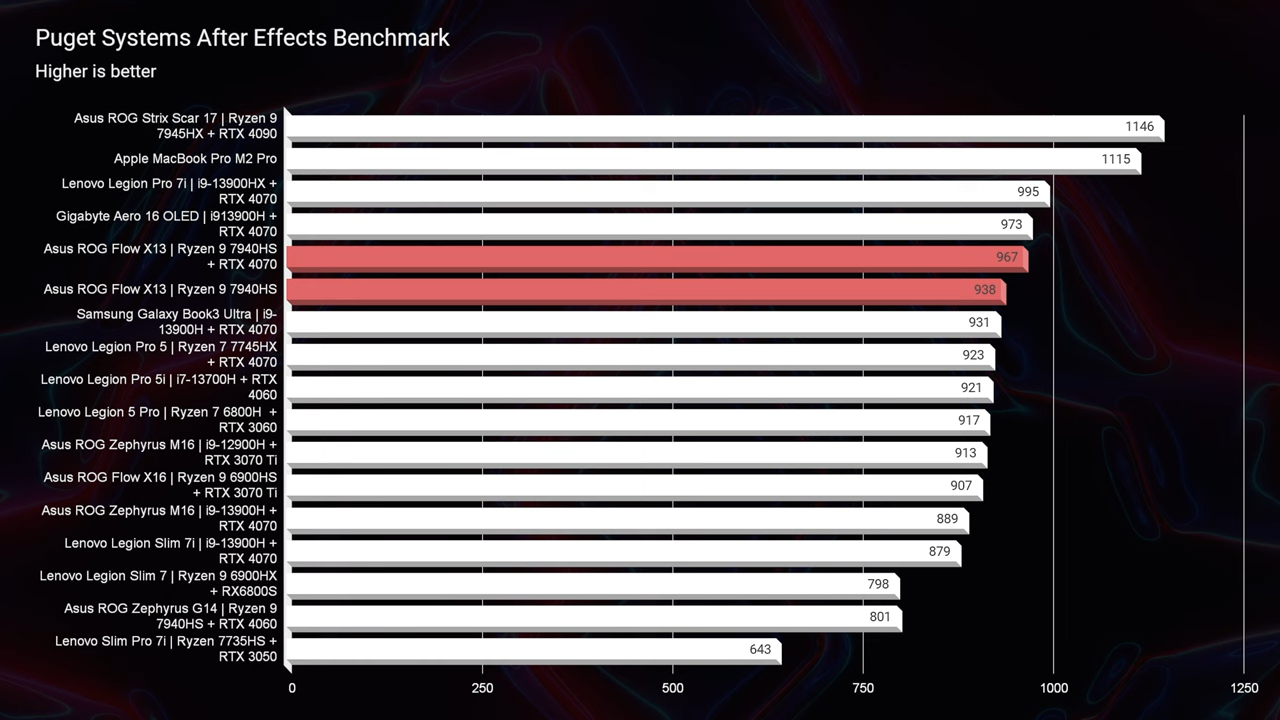 Puget Systems After Effects Benchmark
Higher is better
Asus ROG Strix Scar 17 | Ryzen 9
7945HX + RTX 4090
1146
Apple MacBook Pro M2 Pro
1115
Lenovo Legion Pro 7i | i9-13900HX +
RTX 4070
995
Gigabyte Aero 16 OLED | i913900H +
RTX 4070
973
Asus ROG Flow X13 | Ryzen 9 7940HS
+ RTX 4070
967
Asus ROG Flow X13 | Ryzen 9 7940HS
938
Samsung Galaxy Book3 Ultra | i9-
13900H + RTX 4070
931
Lenovo Legion Pro 5 | Ryzen 7 7745HX
+ RTX 4070
923
Lenovo Legion Pro 5i | i7-13700H + RTX
4060
921
Lenovo Legion 5 Pro | Ryzen 7 6800H +
RTX 3060
917
Asus ROG Zephyrus M16 | i9-12900H +
RTX 3070 Ti
913
Asus ROG Flow X16 | Ryzen 9 6900HS
+ RTX 3070 Ti
907
Asus ROG Zephyrus M16 | i9-13900H +
RTX 4070
889
Lenovo Legion Slim 7i | i9-13900H +
RTX 4070
879
Lenovo Legion Slim 7 | Ryzen 9 6900HX
+ RX6800S
798
Asus ROG Zephyrus G14 | Ryzen 9
7940HS + RTX 4060
801
Lenovo Slim Pro 7i | Ryzen 7735HS +
RTX 3050
643
0 250 500 750 1000 1250